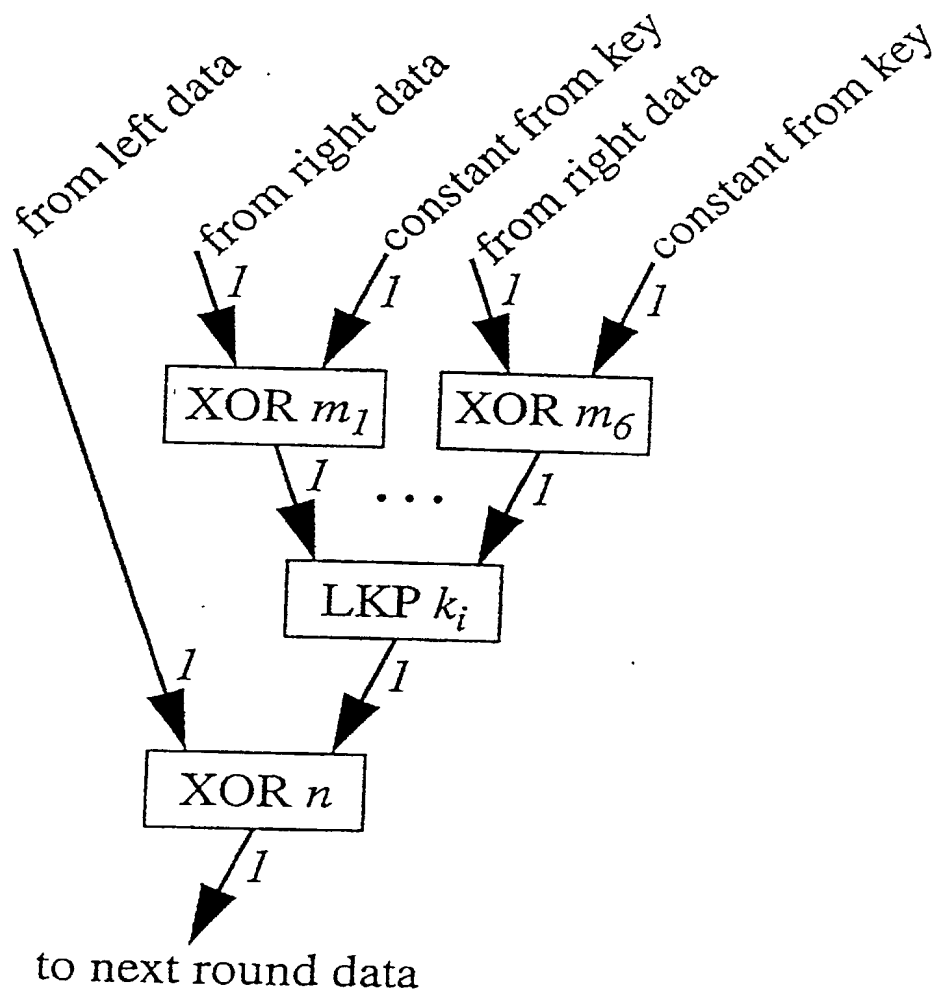 from left data
from right data
constant from key
from right data
constant from key
1
1
1
1
XOR m1
XOR m6
1
...
1
LKP ki
1
1
XOR n
1
to next round data